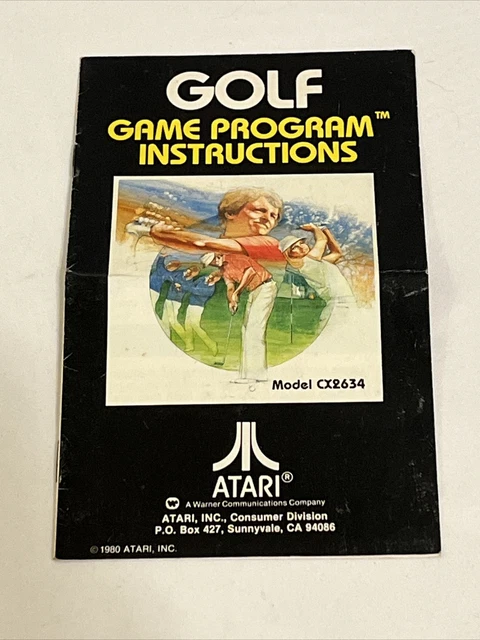 GOLF
GAME PROGRAM™
INSTRUCTIONS
Model CX2634
ATARI®
A Warner Communications Company
ATARI, INC., Consumer Division
P.O. Box 427, Sunnyvale, CA 94086
© 1980 ATARI, INC.